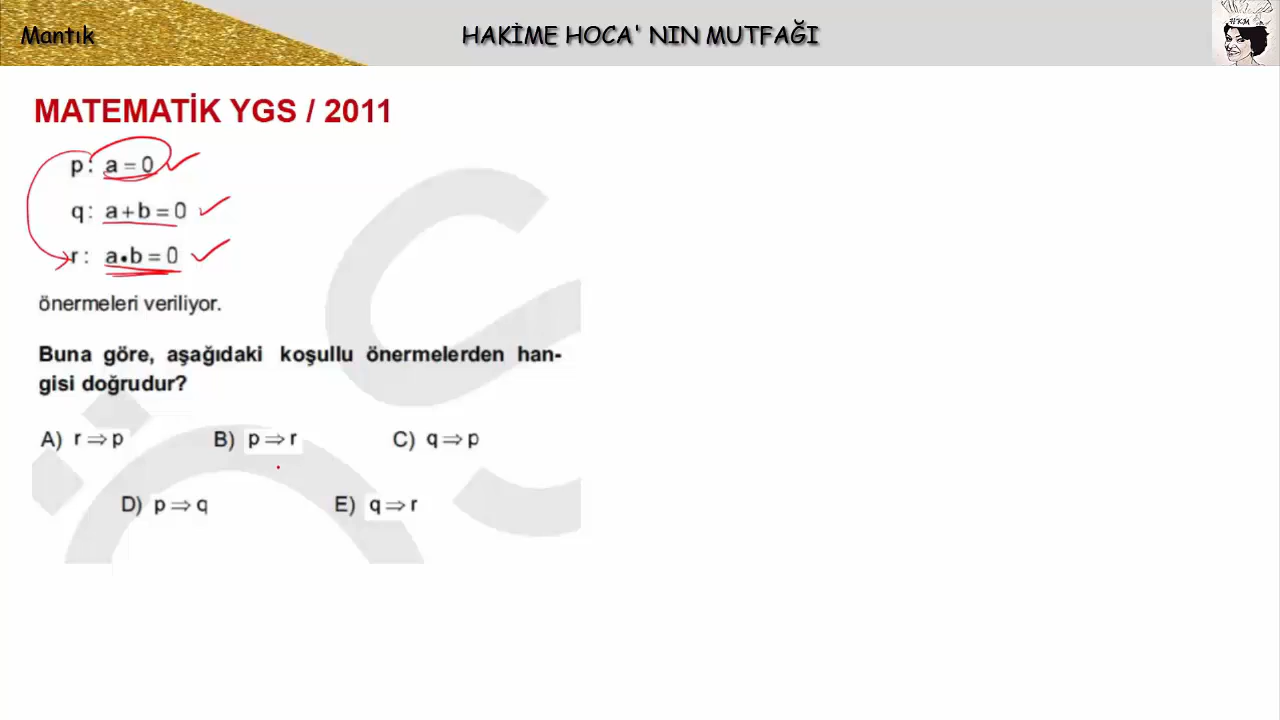 Mantık
HAKİME HOCA' NIN MUTFAĞI
#HKM
MATEMATİK YGS / 2011
p: a = 0
q: a + b = 0
r: a • b = 0
önermeleri veriliyor.
Buna göre, aşağıdaki koşullu önermelerden han-
gisi doğrudur?
A) r ⇒ p B) p ⇒ r C) q ⇒ p
D) p ⇒ q E) q ⇒ r